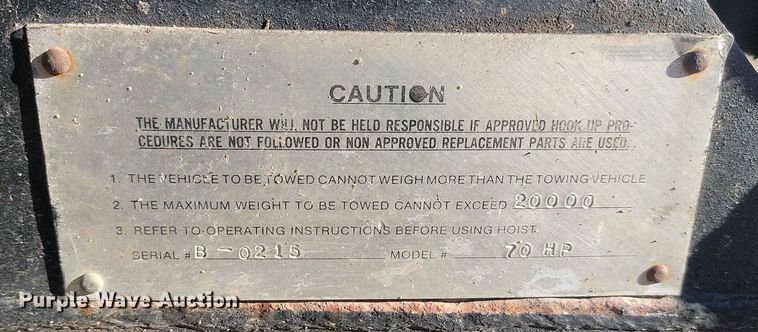 CAUTION
THE MANUFACTURER WILL NOT BE HELD RESPONSIBLE IF APPROVED HOOK UP PRO-
CEDURES ARE NOT FOLLOWED OR NON APPROVED REPLACEMENT PARTS ARE USED.
1. THE VEHICLE TO BE TOWED CANNOT WEIGH MORE THAN THE TOWING VEHICLE.
2. THE MAXIMUM WEIGHT TO BE TOWED CANNOT EXCEED 20000
3. REFER TO OPERATING INSTRUCTIONS BEFORE USING HOIST.
SERIAL # B-0215 MODEL # 70 HP
Purple Wave Auction